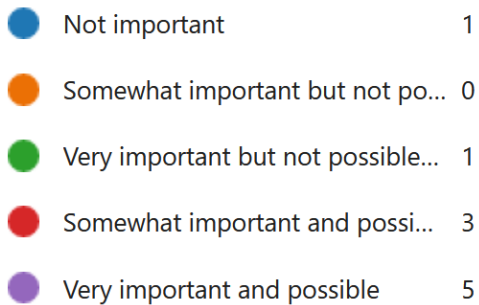 Not important 1
Somewhat important but not po... 0
Very important but not possible... 1
Somewhat important and possi... 3
Very important and possible 5